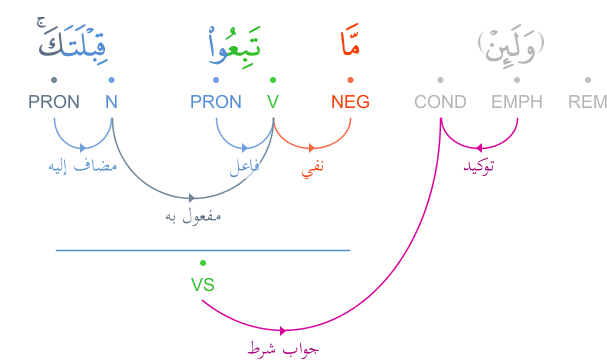 (وَلَئِنْ) مَّا تَبِعُوا۟ قِبْلَتَكَ ۚ
REM EMPH COND NEG V PRON N PRON
توكيد نفي فاعل مضاف إليه
مفعول به
VS
جواب شرط